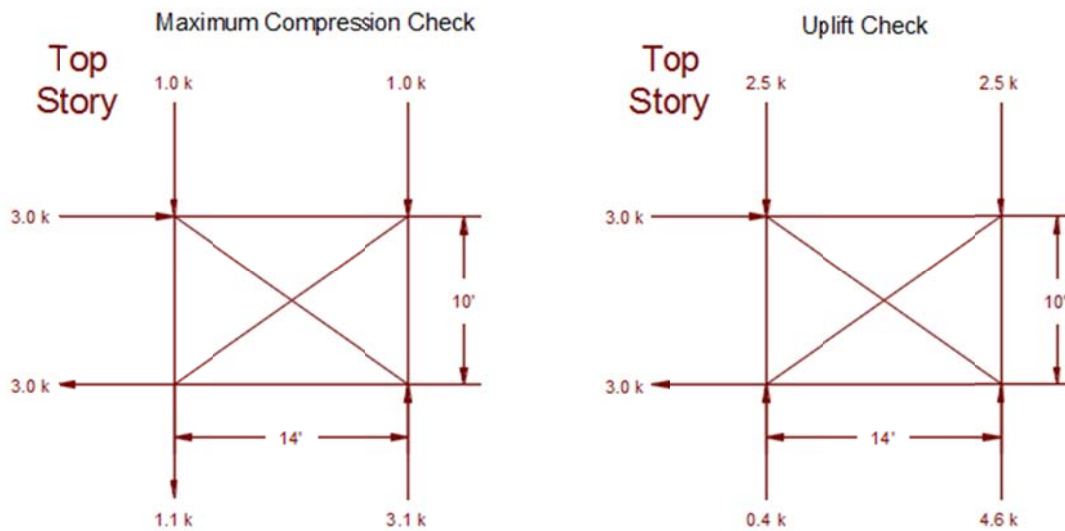 Maximum Compression Check
Top
Story
1.0 k
1.0 k
3.0 k
10'
3.0 k
14'
1.1 k
3.1 k
Uplift Check
Top
Story
2.5 k
2.5 k
3.0 k
10'
3.0 k
14'
0.4 k
4.6 k